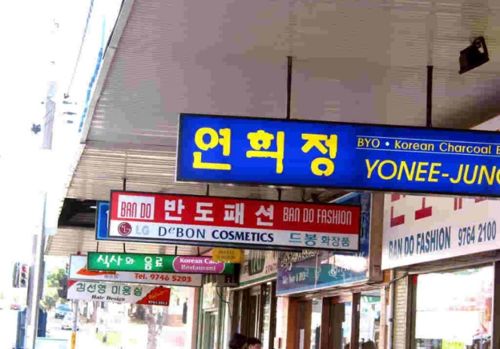 연희정
BYO • Korean Charcoal B
YONEE-JUNG
BAN DO 반도패션 BAN DO FASHION
LG DeBON COSMETICS 드봉 화장품
BAN DO FASHION 9764 2100
식사와 음료
Korean
Restaurant
Tel. 9746 5203
김선영 미용실
Hair Design